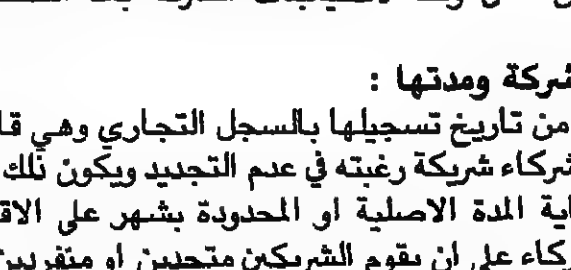 شركة ومدتها :
من تاريخ تسجيلها بالسجل التجاري وهي قا
شركاء شريكة رغبته في عدم التجديد ويكون ذلك
اية المدة الاصلية او المحدودة بشهر على الاق
كاء على ان يقوم الشريكين متحدين او منفردين